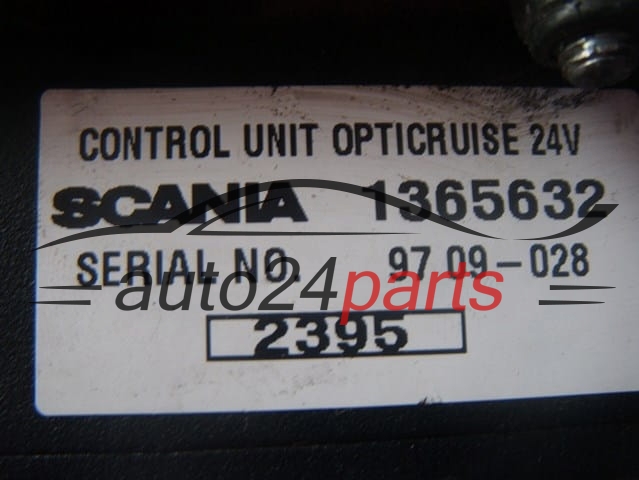 CONTROL UNIT OPTICRUISE 24V
SCANIA 1365632
SERIAL NO. 97 09-028
auto24parts
2395